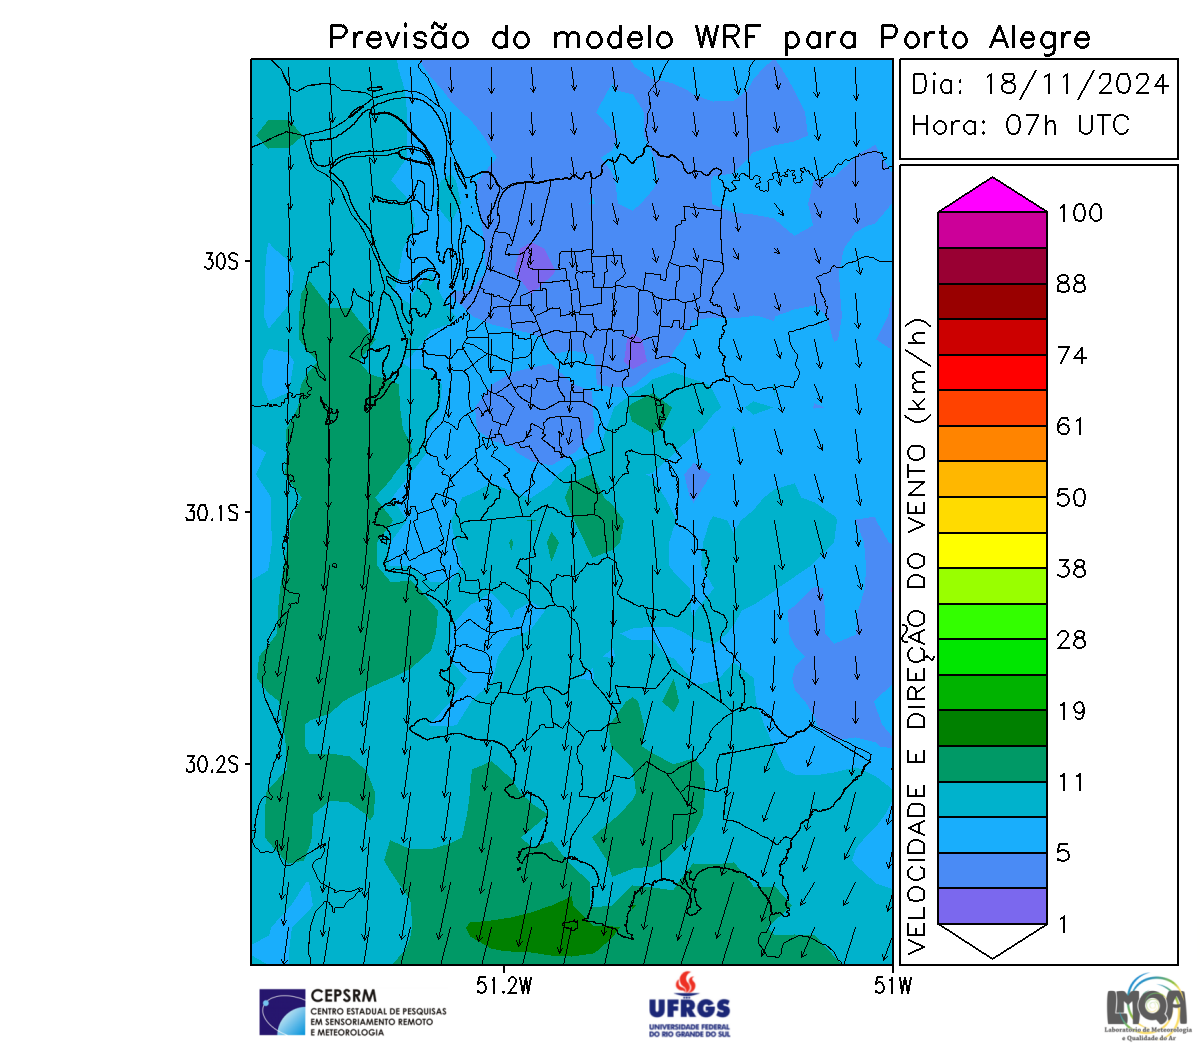 Previsão do modelo WRF para Porto Alegre
Dia: 18/11/2024
Hora: 07h UTC
30S
30.1S
30.2S
51.2W
51W
VELOCIDADE E DIREÇÃO DO VENTO (km/h)
100
88
74
61
50
38
28
19
11
5
1
CEPSRM
CENTRO ESTADUAL DE PESQUISAS
EM SENSORIAMENTO REMOTO
E METEOROLOGIA
UFRGS
UNIVERSIDADE FEDERAL
DO RIO GRANDE DO SUL
LMQA
Laboratório de Meteorologia
e Qualidade do Ar